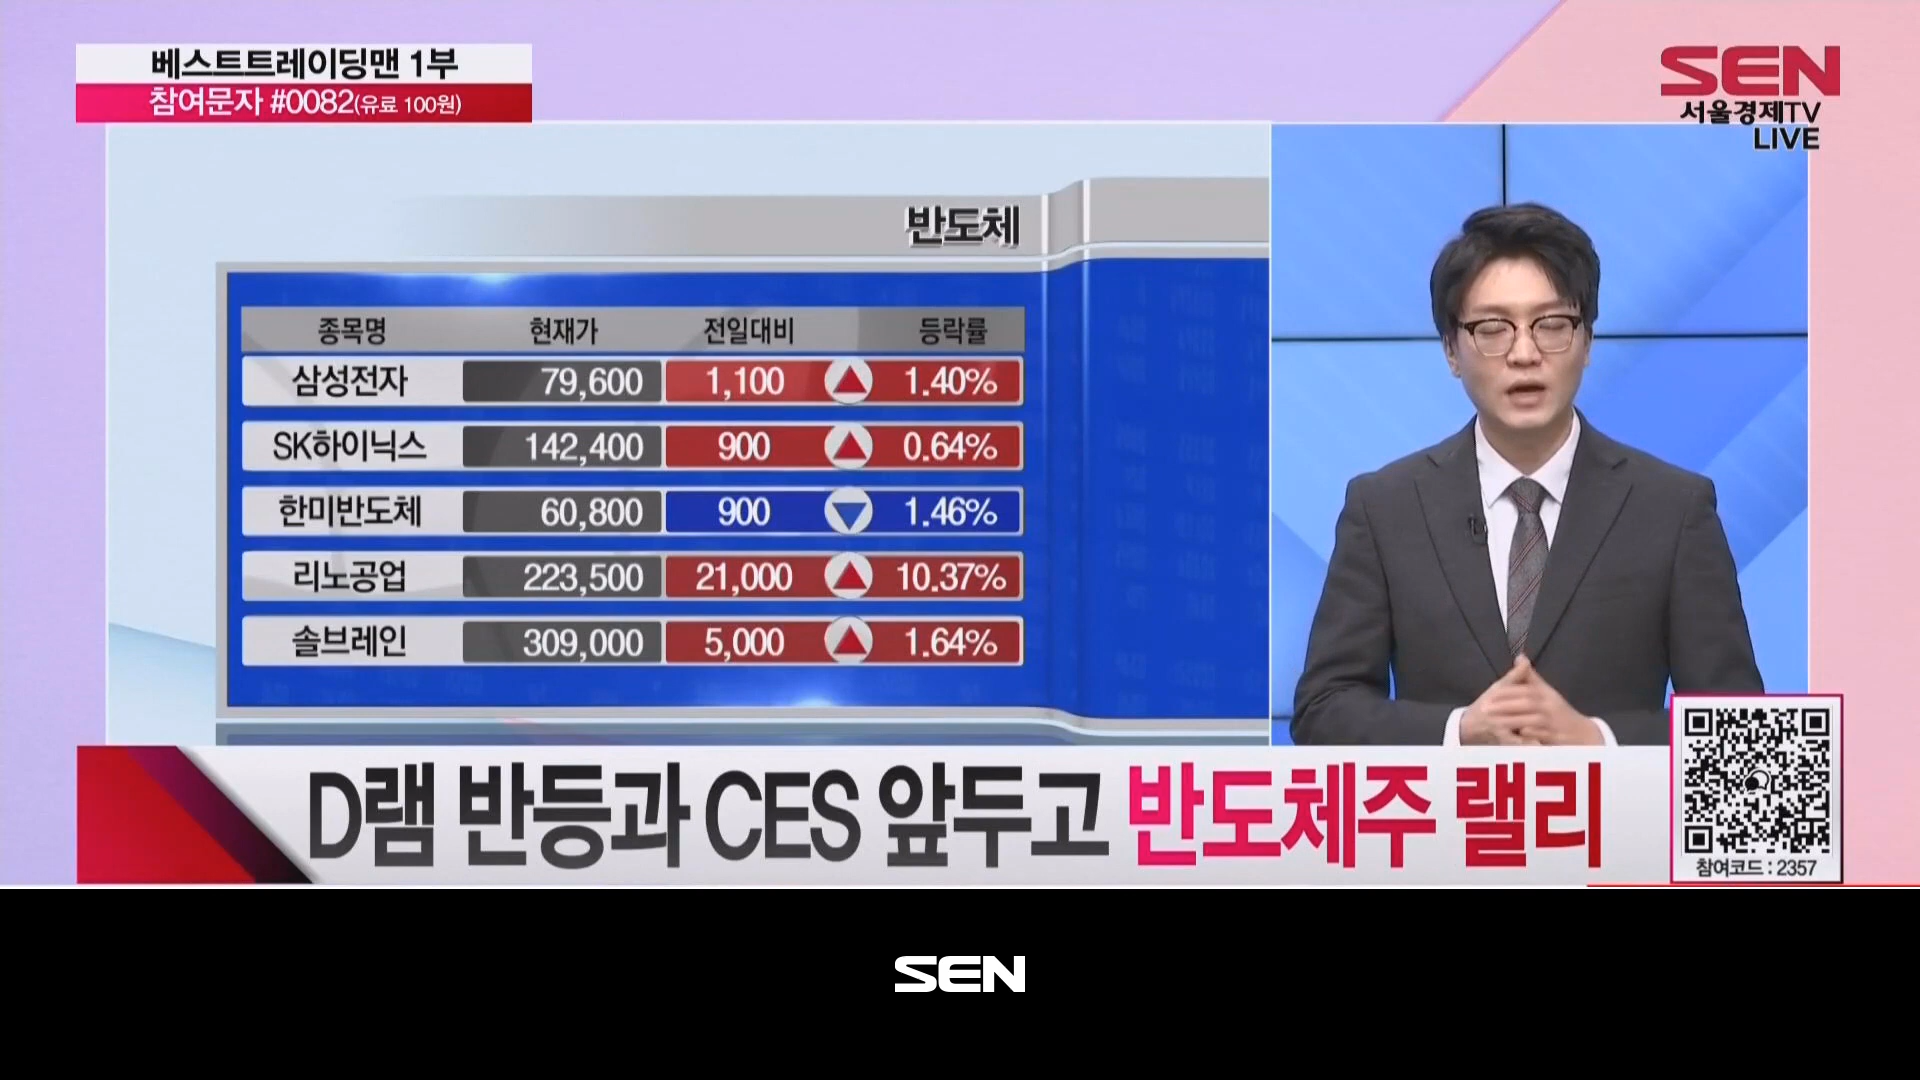 베스트트레이딩맨 1부
참여문자 #0082(유료 100원)
SEN
서울경제TV
LIVE
반도체
종목명 현재가 전일대비 등락률
삼성전자 79,600 1,100 ▲ 1.40%
SK하이닉스 142,400 900 ▲ 0.64%
한미반도체 60,800 900 ▼ 1.46%
리노공업 223,500 21,000 ▲ 10.37%
솔브레인 309,000 5,000 ▲ 1.64%
D램 반등과 CES 앞두고 반도체주 랠리
참여코드 : 2357
SEN